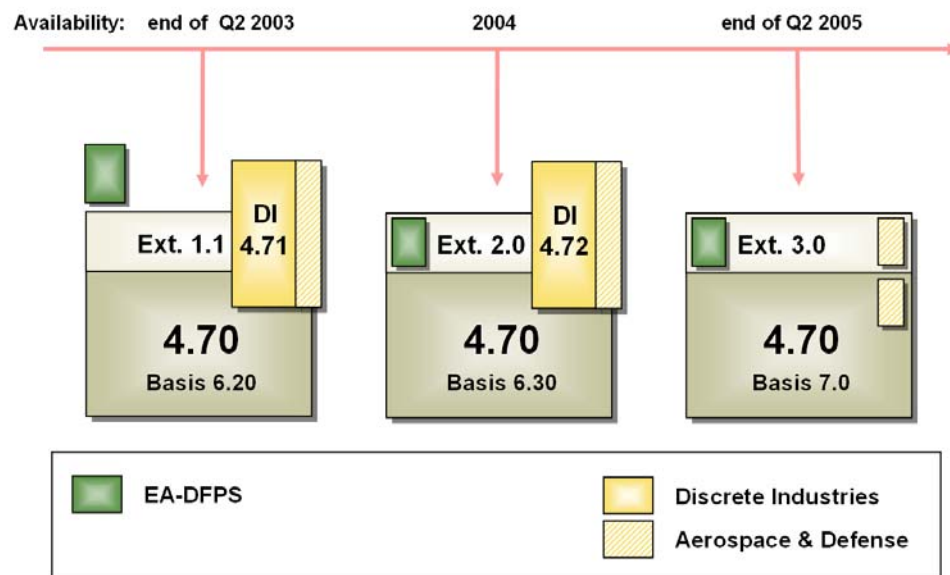 Availability: end of Q2 2003 2004 end of Q2 2005
DI
4.71
Ext. 1.1
4.70
Basis 6.20
DI
4.72
Ext. 2.0
4.70
Basis 6.30
Ext. 3.0
4.70
Basis 7.0
EA-DFPS
Discrete Industries
Aerospace & Defense